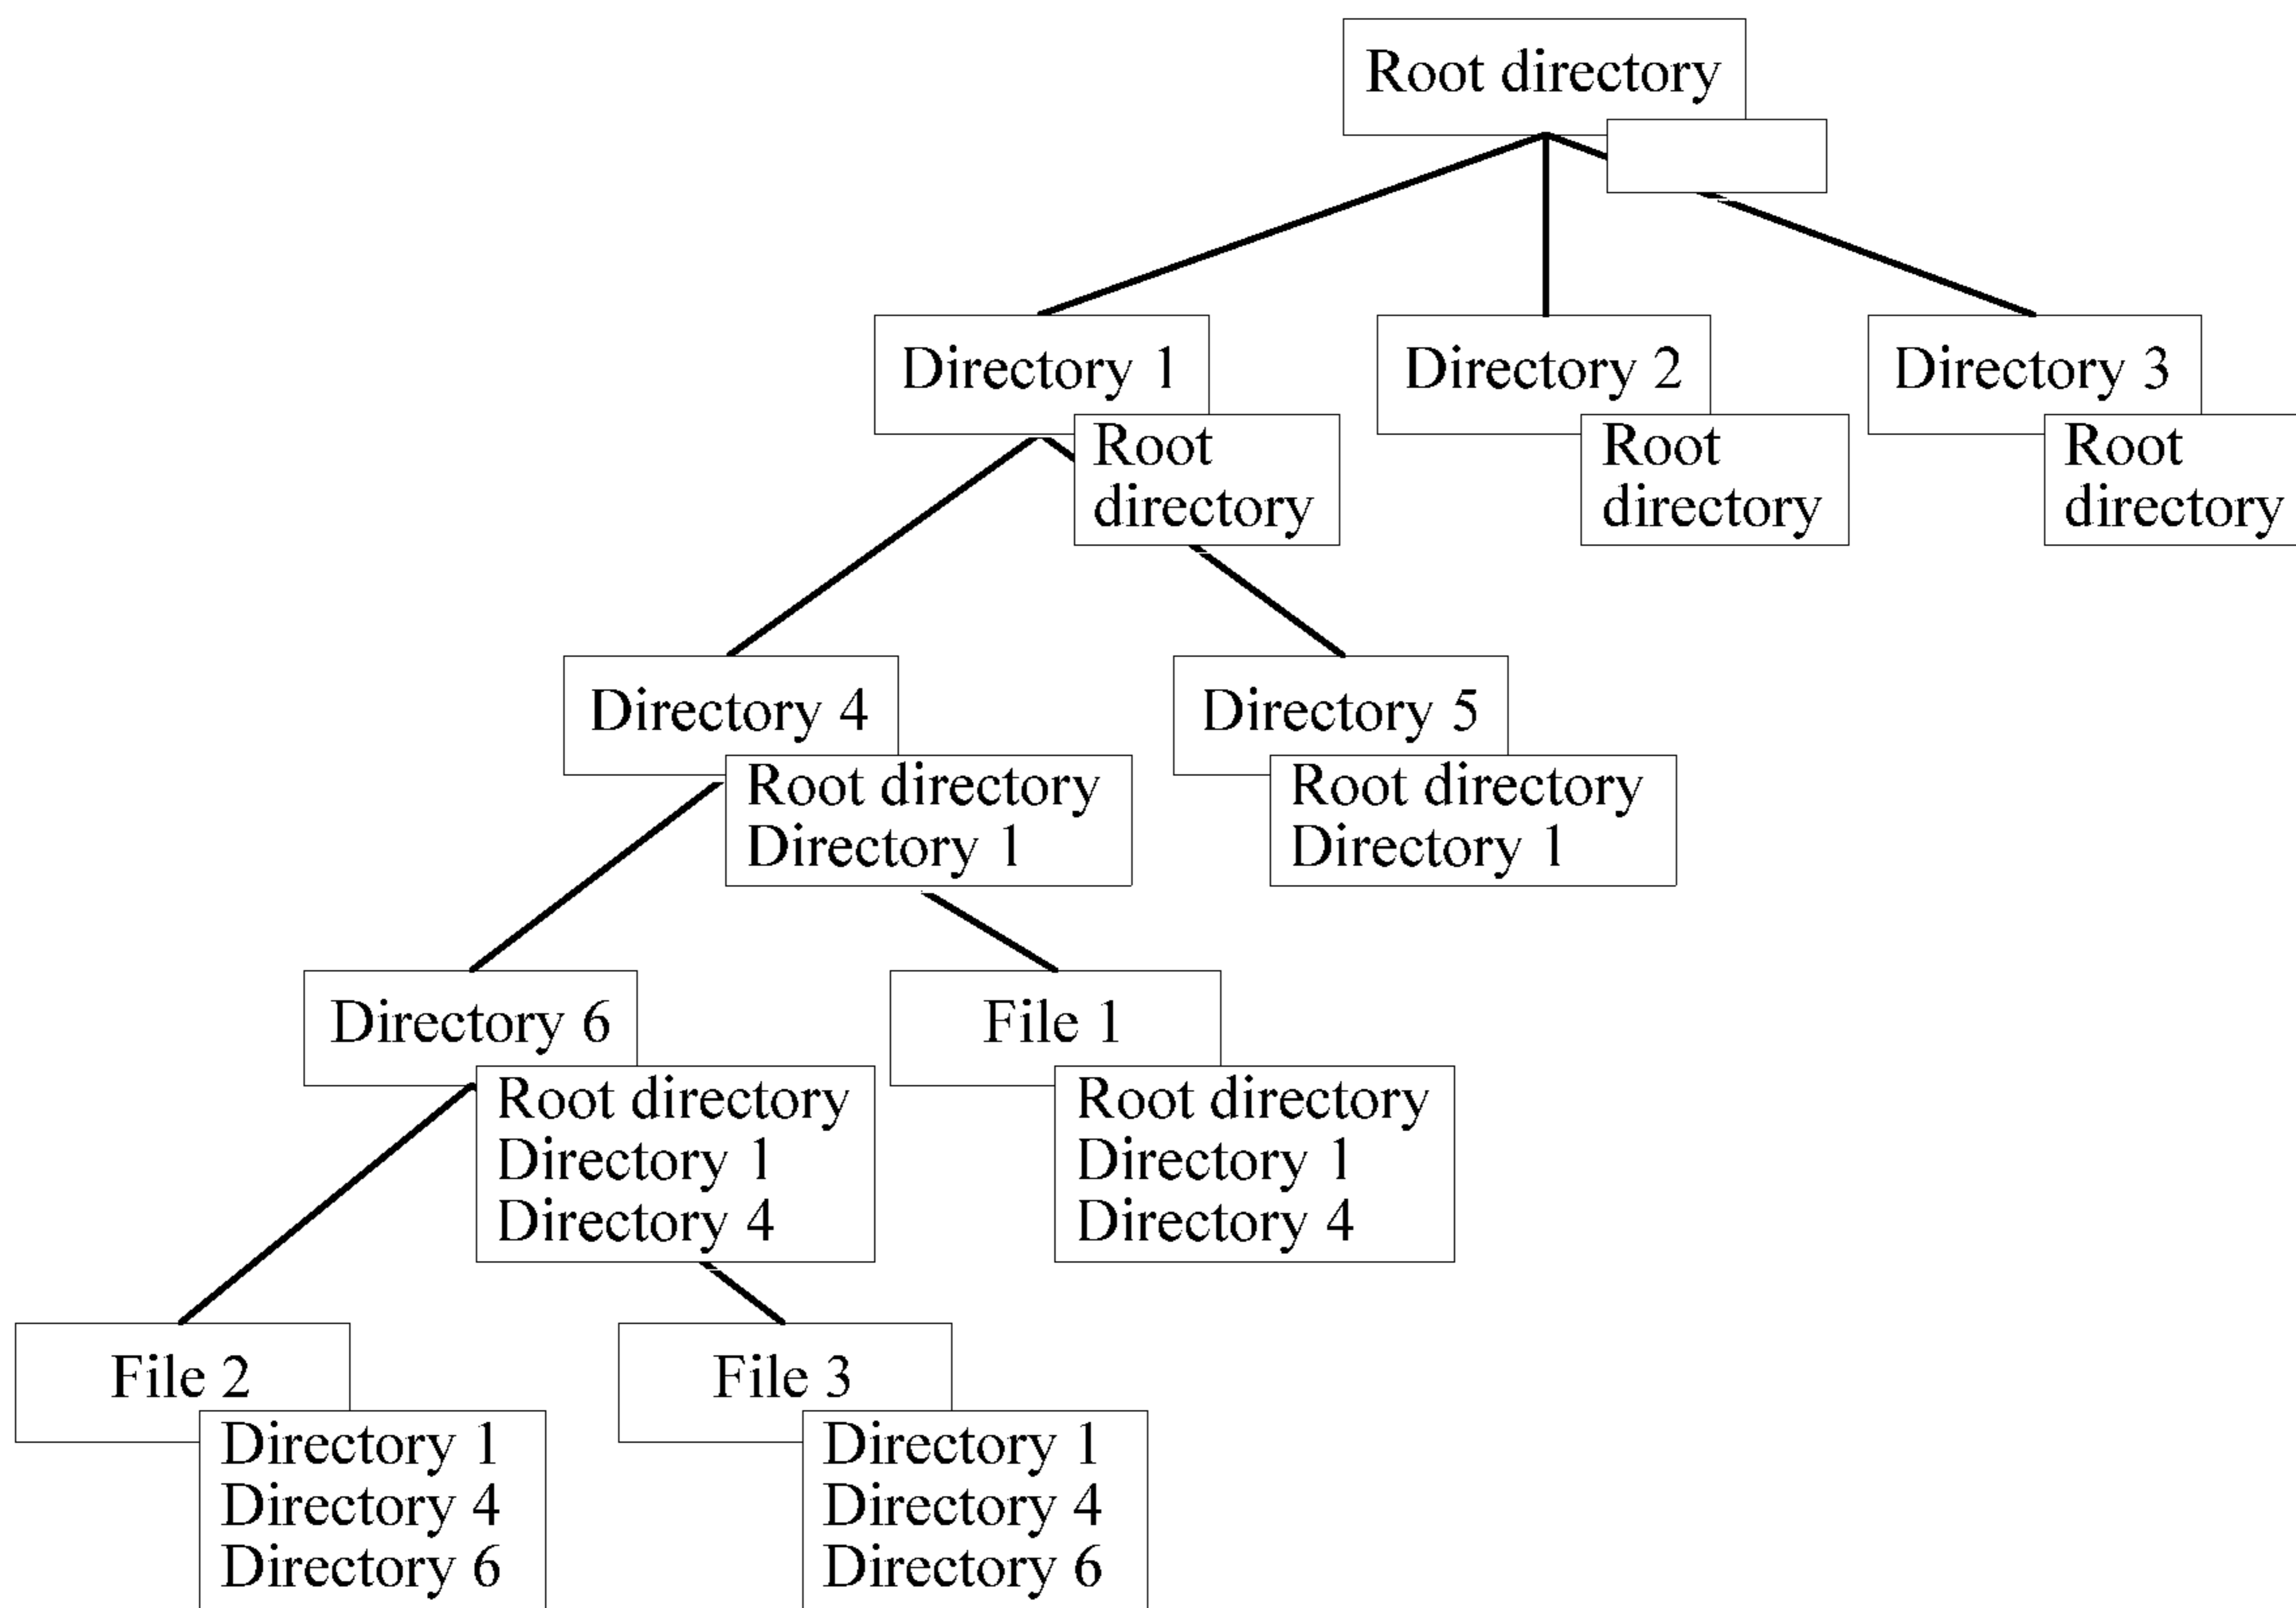 Root directory
Directory 1
Directory 2
Directory 3
Root
directory
Root
directory
Root
directory
Directory 4
Directory 5
Root directory
Directory 1
Root directory
Directory 1
Directory 6
File 1
Root directory
Directory 1
Directory 4
Root directory
Directory 1
Directory 4
File 2
File 3
Directory 1
Directory 4
Directory 6
Directory 1
Directory 4
Directory 6